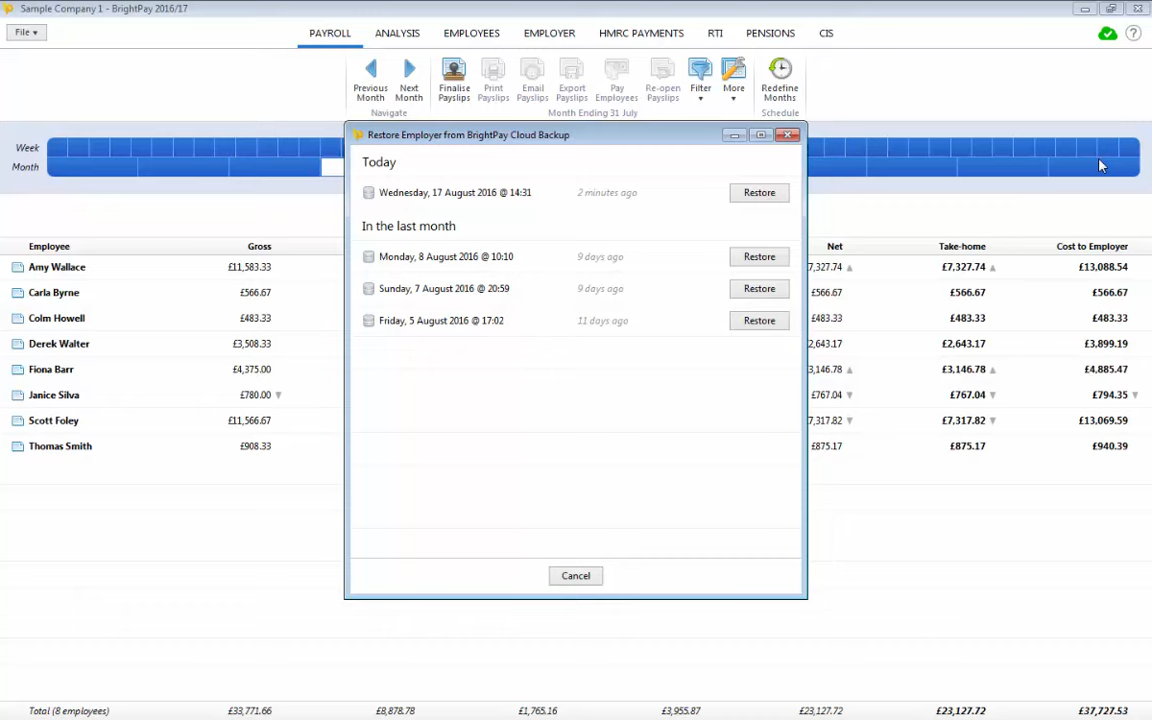 Sample Company 1 - BrightPay 2016/17
File
PAYROLL ANALYSIS EMPLOYEES EMPLOYER HMRC PAYMENTS RTI PENSIONS CIS
?
Previous Month
Next Month
Finalise Payslips
Print Payslips
Email Payslips
Export Payslips
Pay Employees
Re-open Payslips
Filter
More
Redefine Months
Navigate Month Ending 31 July Schedule
Week
Month
Restore Employer from BrightPay Cloud Backup
Today
Wednesday, 17 August 2016 @ 14:31 2 minutes ago Restore
In the last month
Monday, 8 August 2016 @ 10:10 9 days ago Restore
Sunday, 7 August 2016 @ 20:59 9 days ago Restore
Friday, 5 August 2016 @ 17:02 11 days ago Restore
Cancel
Employee Gross Net Take-home Cost to Employer
Amy Wallace £11,583.33 7,327.74 £7,327.74 £13,088.54
Carla Byrne £566.67 £566.67 £566.67 £566.67
Colm Howell £483.33 £483.33 £483.33 £483.33
Derek Walter £3,508.33 2,643.17 £2,643.17 £3,899.19
Fiona Barr £4,375.00 £3,146.78 £3,146.78 £4,885.47
Janice Silva £780.00 £767.04 £767.04 £794.35
Scott Foley £11,566.67 £7,317.82 £7,317.82 £13,069.59
Thomas Smith £908.33 £875.17 £875.17 £940.39
Total (8 employees) £33,771.66 £8,878.78 £1,765.16 £3,955.87 £23,127.72 £23,127.72 £37,727.53